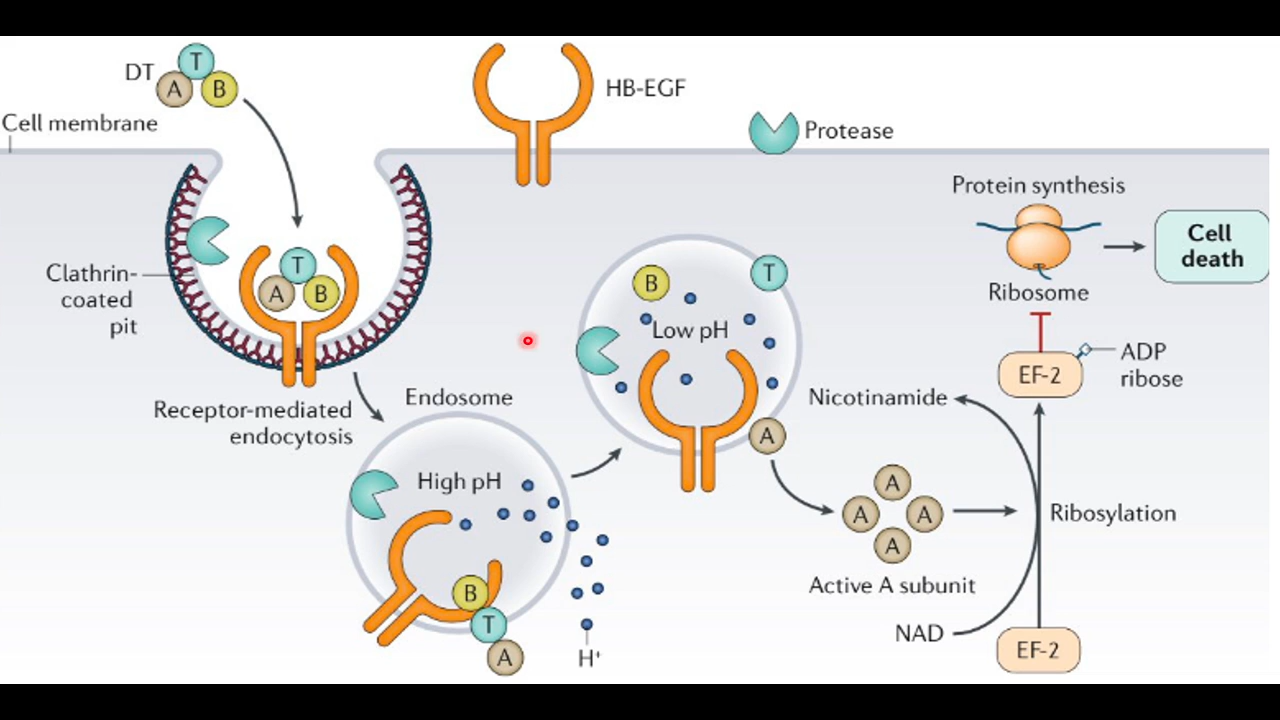 DT
T
A
B
HB-EGF
Cell membrane
Protease
Protein synthesis
Cell
death
Ribosome
T
A
B
Clathrin-
coated
pit
Receptor-mediated
endocytosis
Endosome
High pH
B
T
A
H⁺
B
T
Low pH
A
Nicotinamide
EF-2
ADP
ribose
A
A
A
A
Active A subunit
Ribosylation
NAD
EF-2